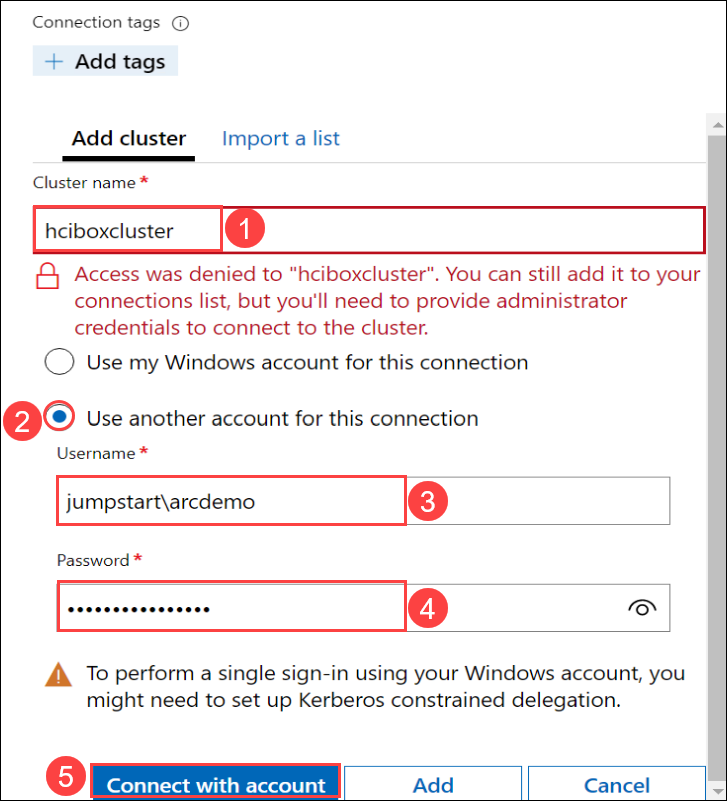 Connection tags
+ Add tags
Add cluster Import a list
Cluster name *
hciboxcluster 1
Access was denied to "hciboxcluster". You can still add it to your
connections list, but you'll need to provide administrator
credentials to connect to the cluster.
Use my Windows account for this connection
2 Use another account for this connection
Username *
jumpstart\arcdemo 3
Password *
•••••••••••••••• 4
To perform a single sign-in using your Windows account, you
might need to set up Kerberos constrained delegation.
5 Connect with account Add Cancel